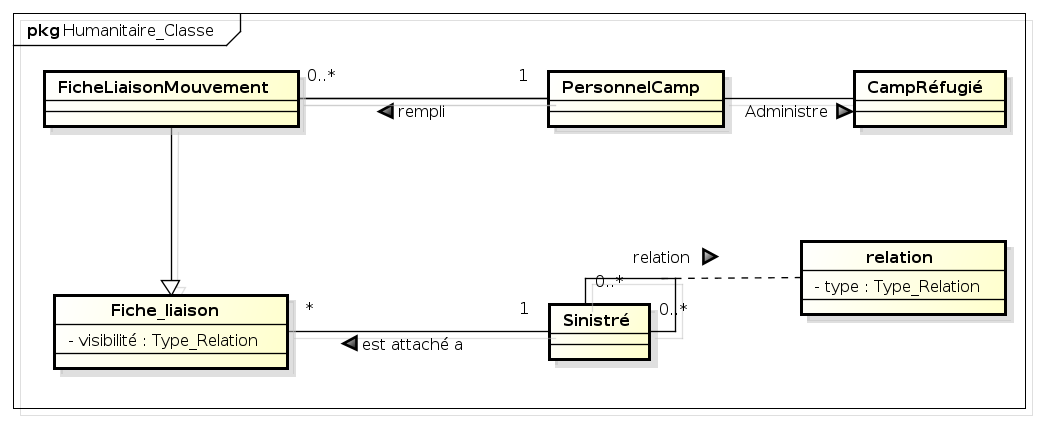 pkg Humanitaire_Classe
FicheLiaisonMouvement
0..*
1
rempli
PersonnelCamp
Administre
CampRéfugié
relation
0..*
0..*
relation
- type : Type_Relation
Fiche_liaison
- visibilité : Type_Relation
*
1
est attaché a
Sinistré